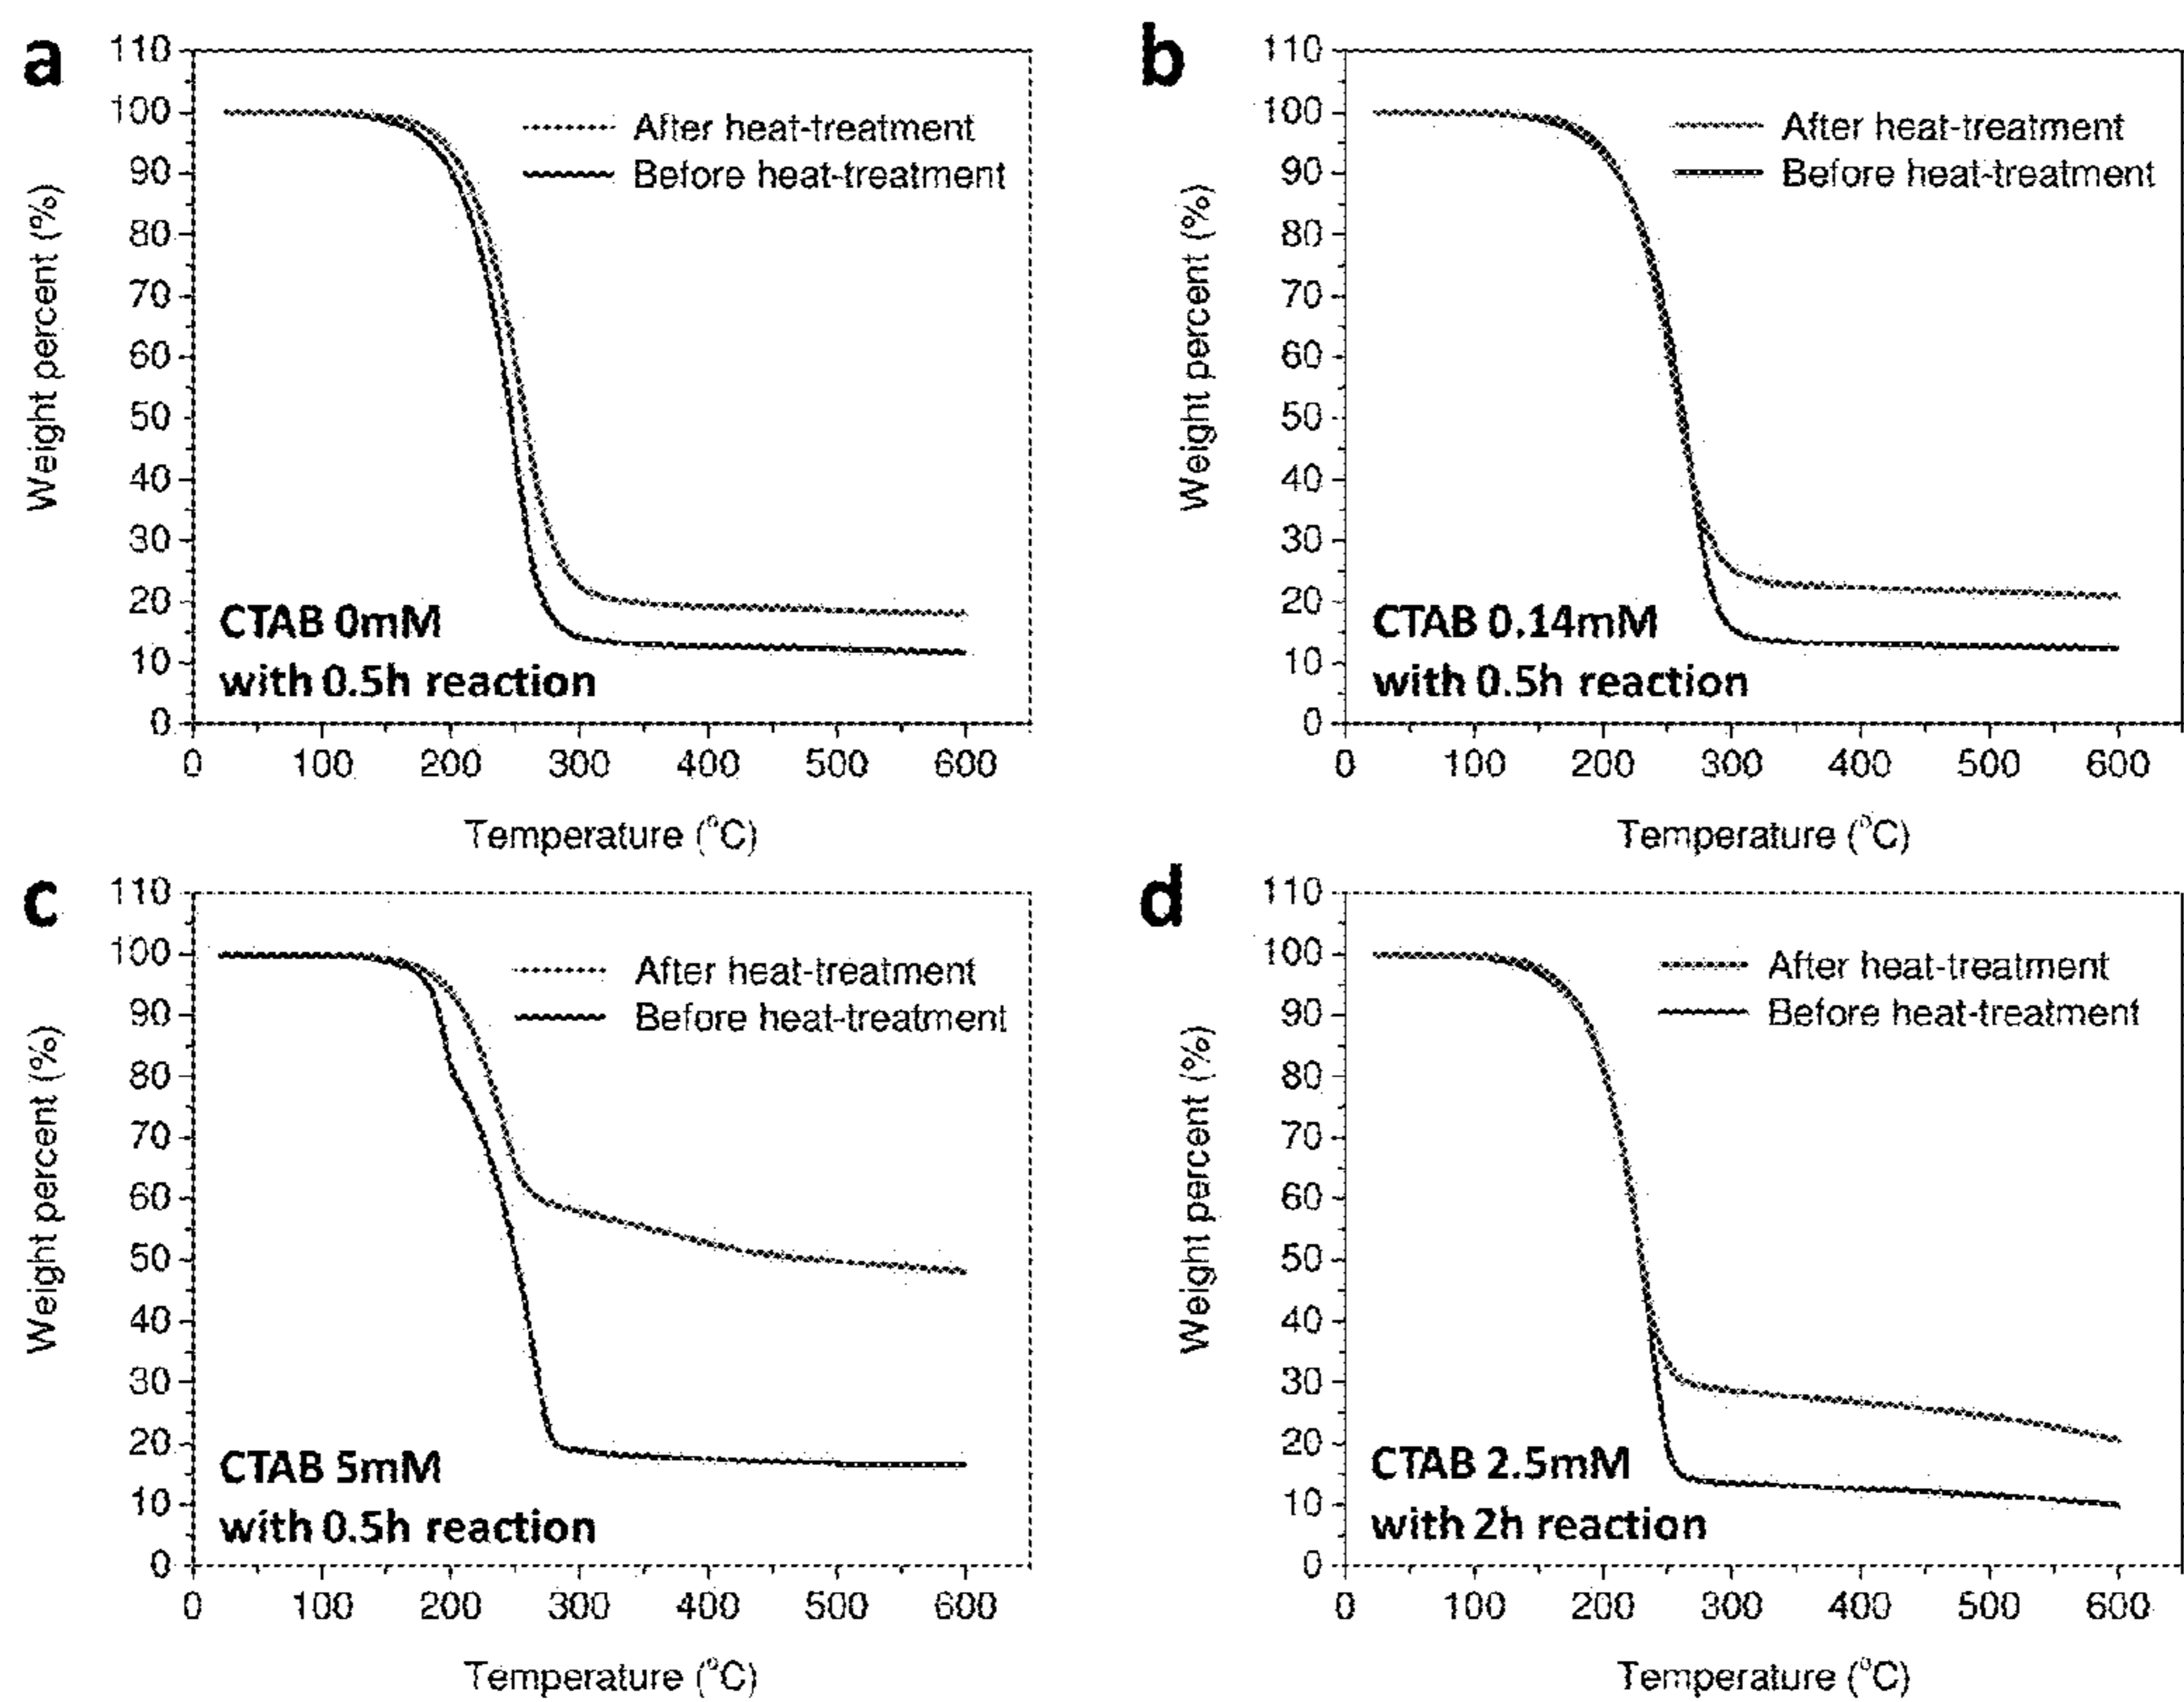 a
110
100
90
80
70
60
50
40
30
20
10
0
Weight percent (%)
After heat-treatment
Before heat-treatment
CTAB 0mM
with 0.5h reaction
0 100 200 300 400 500 600
Temperature (°C)
b
110
100
90
80
70
60
50
40
30
20
10
0
Weight percent (%)
After heat-treatment
Before heat-treatment
CTAB 0.14mM
with 0.5h reaction
0 100 200 300 400 500 600
Temperature (°C)
c
110
100
90
80
70
60
50
40
30
20
10
0
Weight percent (%)
After heat-treatment
Before heat-treatment
CTAB 5mM
with 0.5h reaction
0 100 200 300 400 500 600
Temperature (°C)
d
110
100
90
80
70
60
50
40
30
20
10
0
Weight percent (%)
After heat-treatment
Before heat-treatment
CTAB 2.5mM
with 2h reaction
0 100 200 300 400 500 600
Temperature (°C)